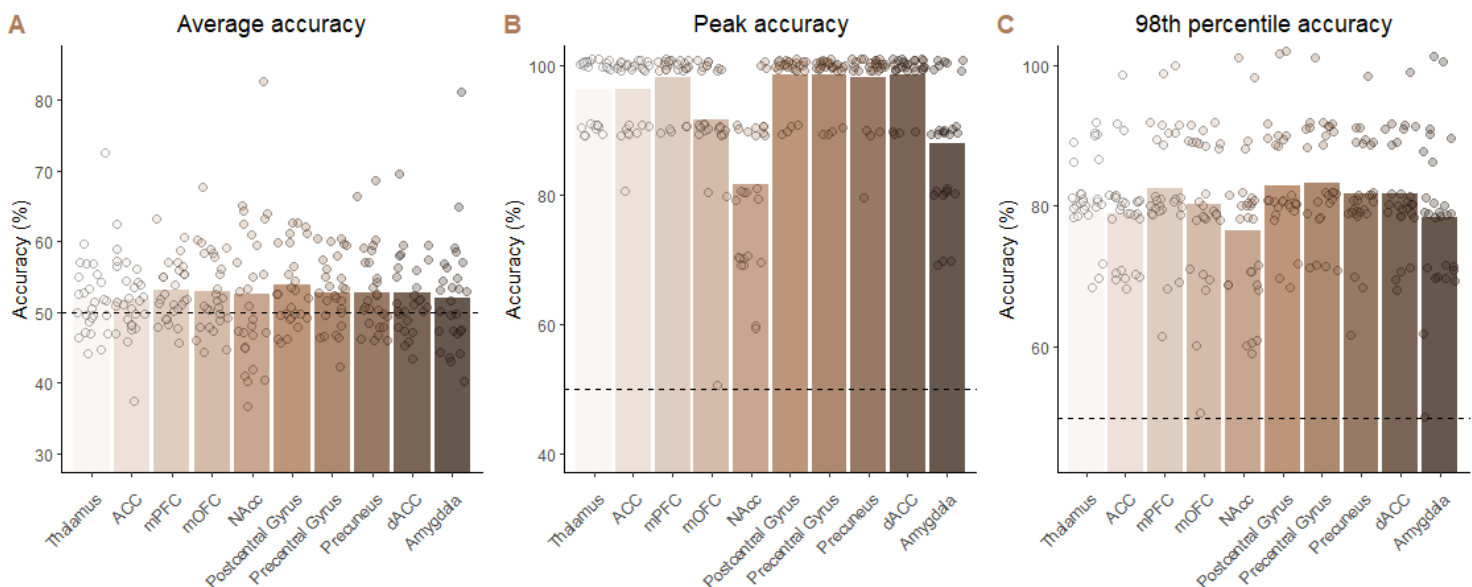 A Average accuracy
Accuracy (%)
80
70
60
50
40
30
Thalamus
ACC
mPFC
mOFC
NAcc
Postcentral Gyrus
Precentral Gyrus
Precuneus
dACC
Amygdala
B Peak accuracy
Accuracy (%)
100
80
60
40
Thalamus
ACC
mPFC
mOFC
NAcc
Postcentral Gyrus
Precentral Gyrus
Precuneus
dACC
Amygdala
C 98th percentile accuracy
Accuracy (%)
100
80
60
Thalamus
ACC
mPFC
mOFC
NAcc
Postcentral Gyrus
Precentral Gyrus
Precuneus
dACC
Amygdala